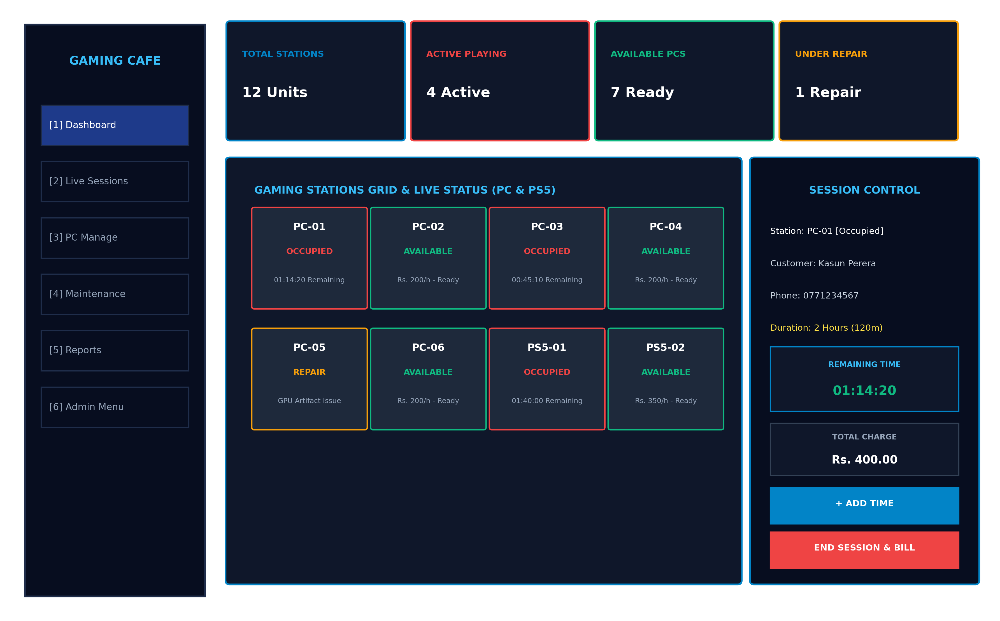 GAMING CAFE
[1] Dashboard
[2] Live Sessions
[3] PC Manage
[4] Maintenance
[5] Reports
[6] Admin Menu
TOTAL STATIONS
12 Units
ACTIVE PLAYING
4 Active
AVAILABLE PCS
7 Ready
UNDER REPAIR
1 Repair
GAMING STATIONS GRID & LIVE STATUS (PC & PS5)
PC-01
OCCUPIED
01:14:20 Remaining
PC-02
AVAILABLE
Rs. 200/h - Ready
PC-03
OCCUPIED
00:45:10 Remaining
PC-04
AVAILABLE
Rs. 200/h - Ready
PC-05
REPAIR
GPU Artifact Issue
PC-06
AVAILABLE
Rs. 200/h - Ready
PS5-01
OCCUPIED
01:40:00 Remaining
PS5-02
AVAILABLE
Rs. 350/h - Ready
SESSION CONTROL
Station: PC-01 [Occupied]
Customer: Kasun Perera
Phone: 0771234567
Duration: 2 Hours (120m)
REMAINING TIME
01:14:20
TOTAL CHARGE
Rs. 400.00
+ ADD TIME
END SESSION & BILL